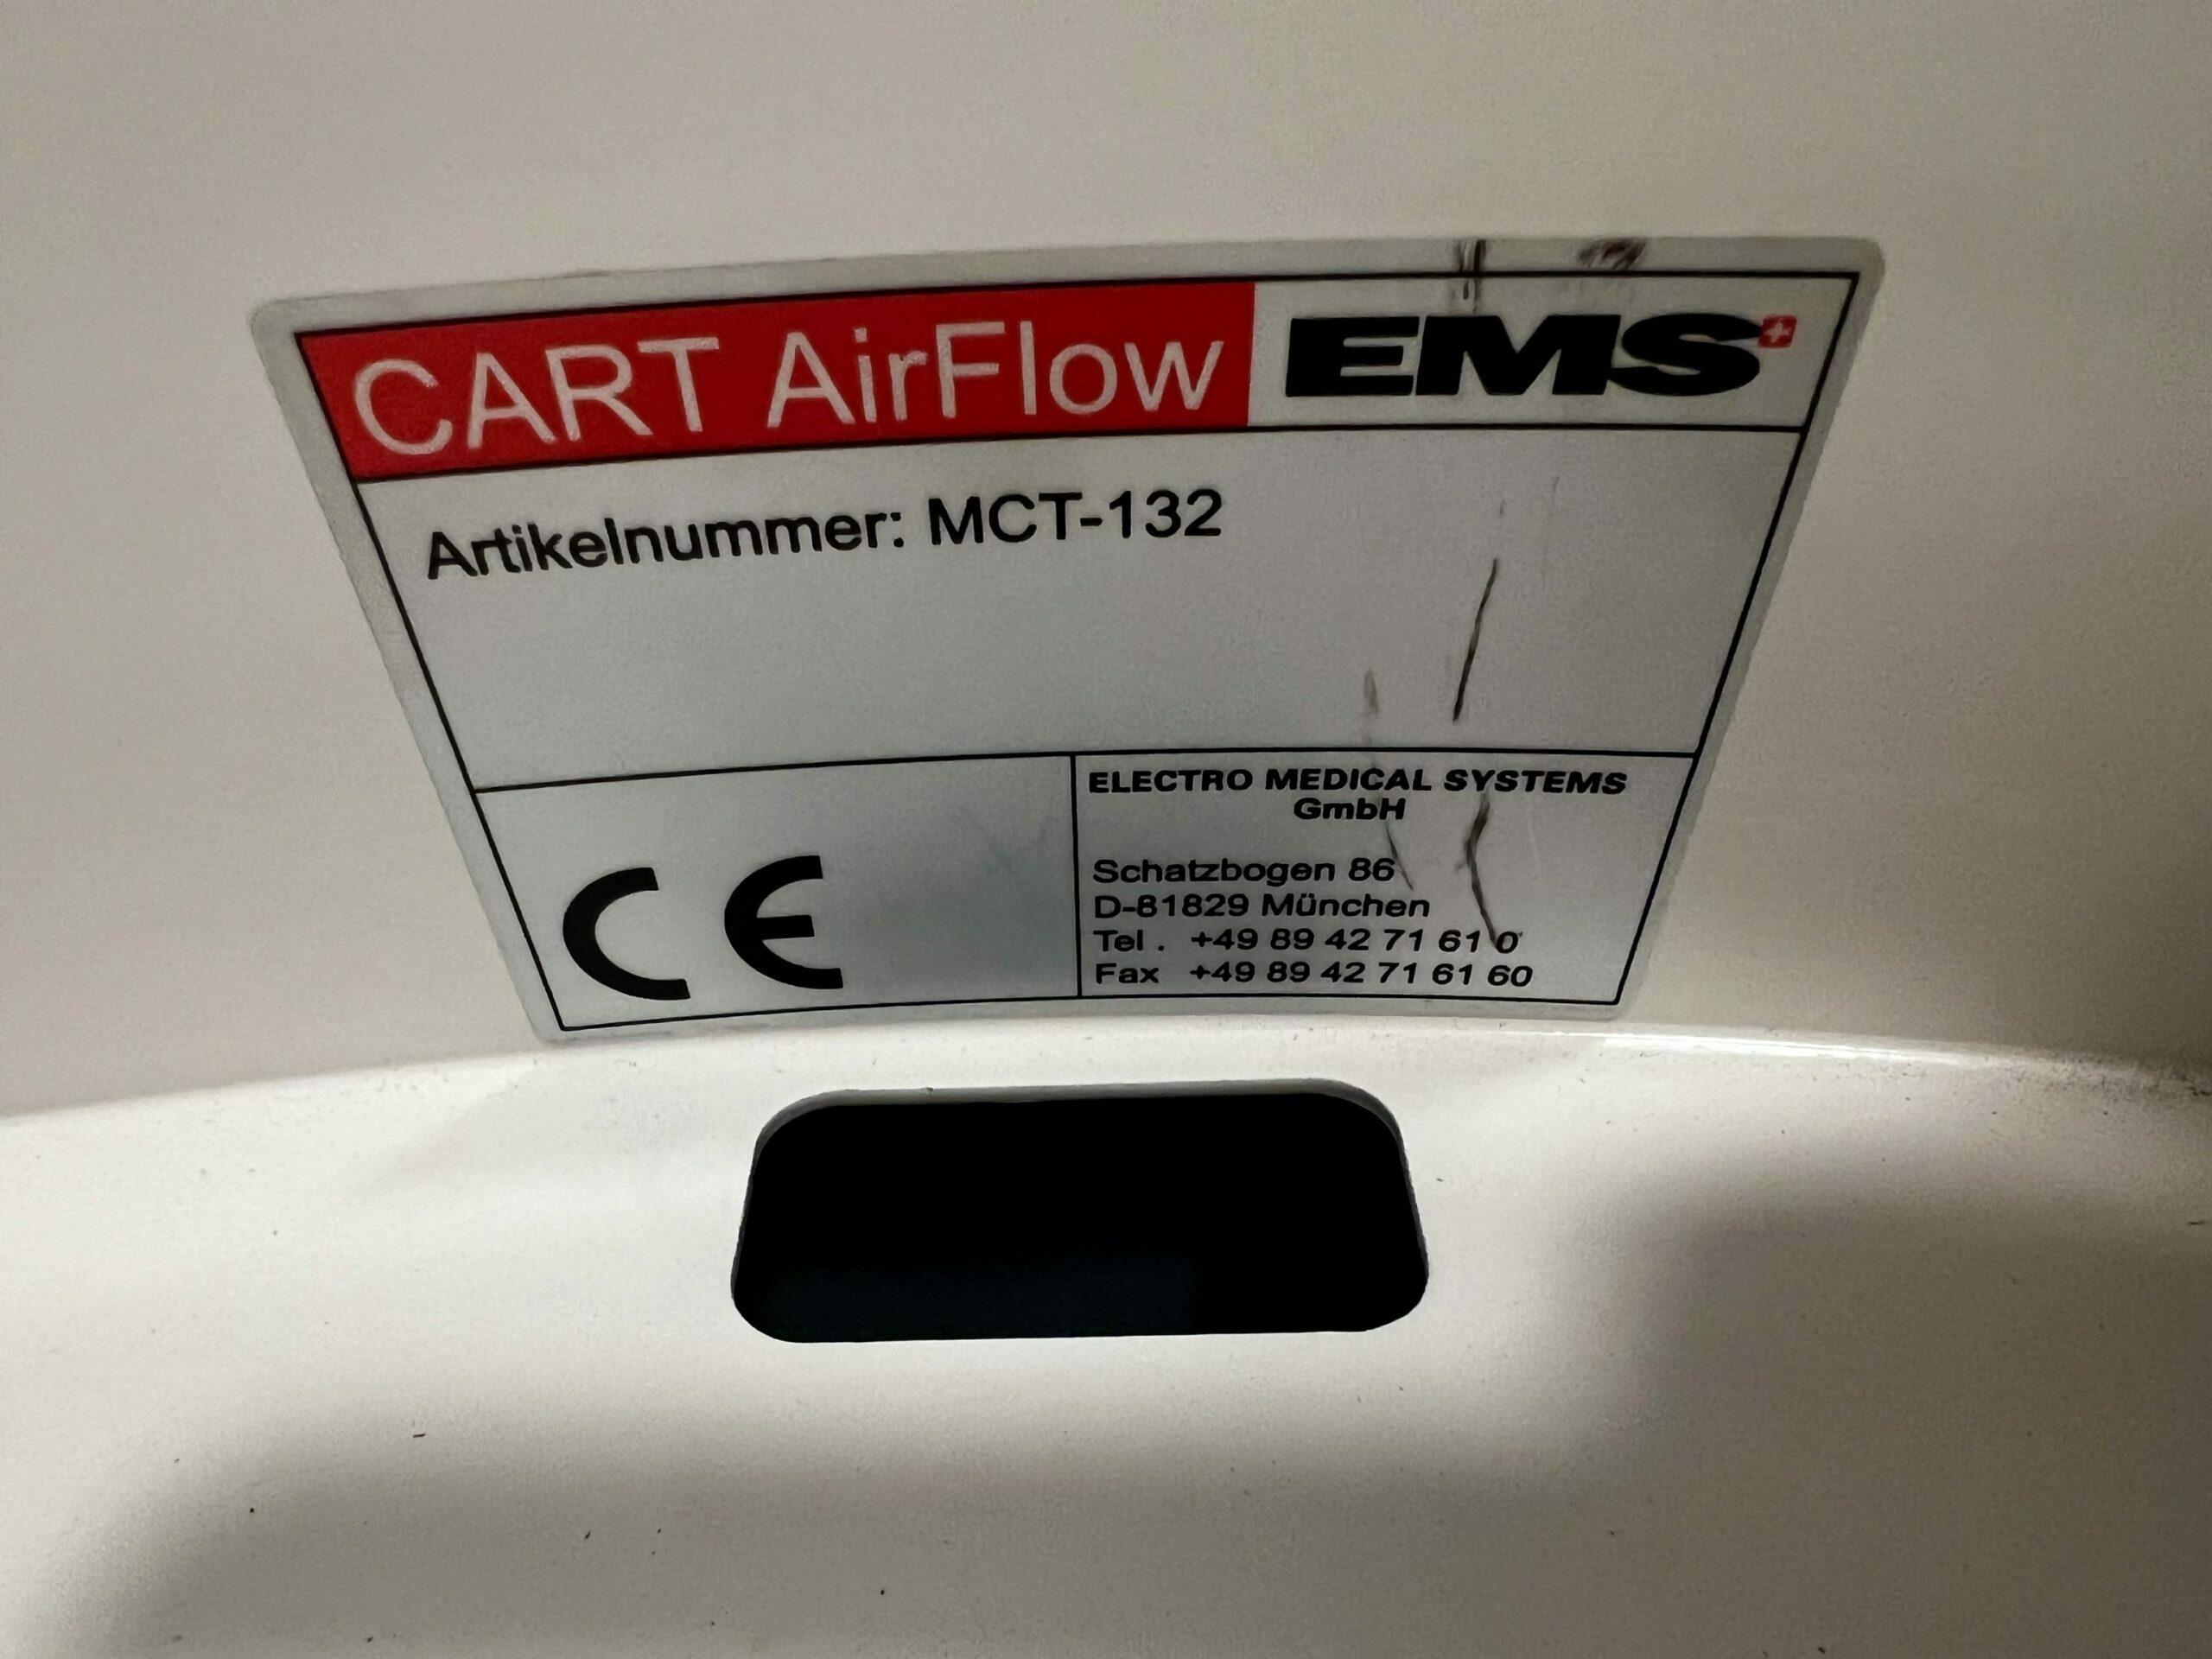 CART AirFlow EMS
Artikelnummer: MCT-132
CE
ELECTRO MEDICAL SYSTEMS
GmbH
Schatzbogen 86
D-81829 München
Tel . +49 89 42 71 61 0
Fax +49 89 42 71 61 60